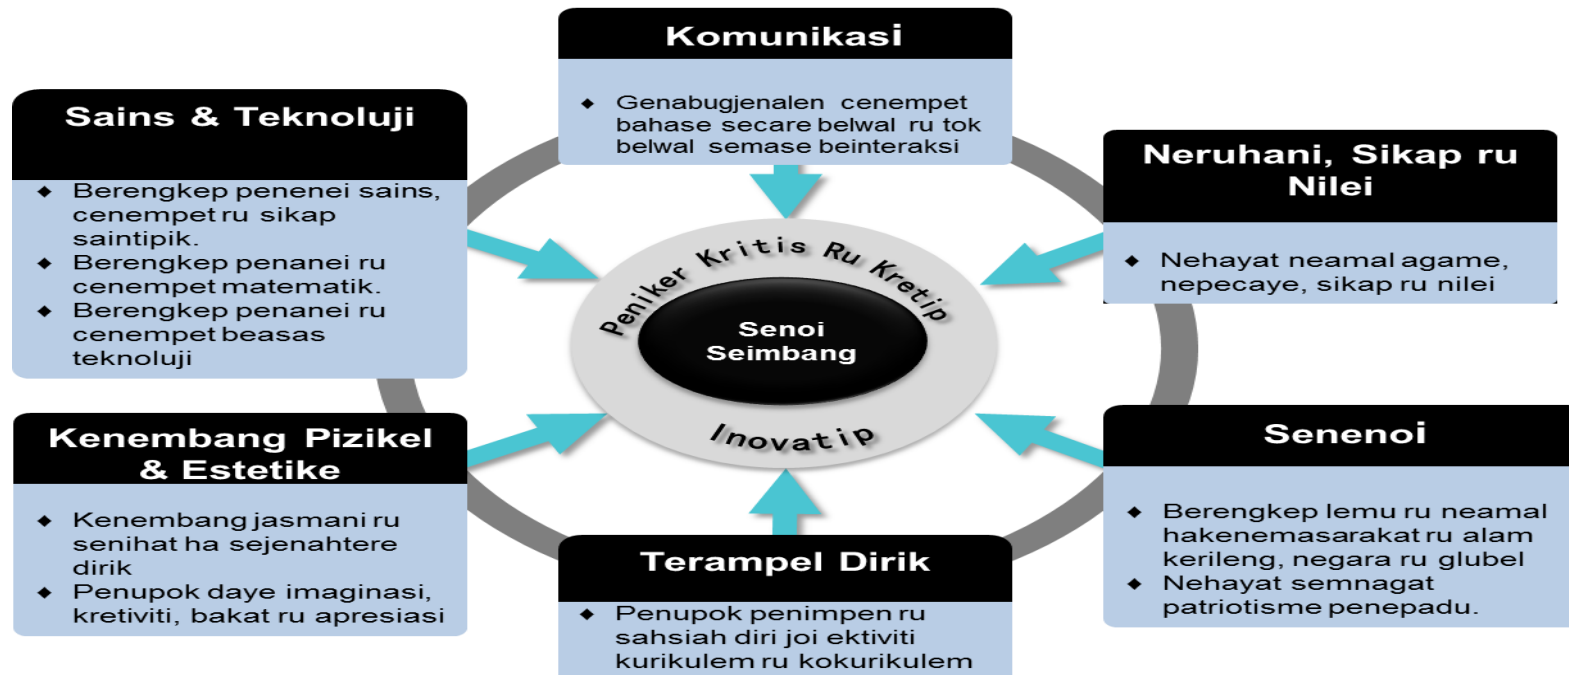 Komunikasi
◆ Genabugjenalen cenempet
bahase secare belwal ru tok
belwal semase beinteraksi
Sains & Teknoluji
◆ Berengkep penenei sains,
cenempet ru sikap
saintipik.
◆ Berengkep penanei ru
cenempet matematik.
◆ Berengkep penanei ru
cenempet beasas
teknoluji
Neruhani, Sikap ru
Nilei
◆ Nehayat neamal agame,
nepecaye, sikap ru nilei
Peniker Kritis Ru Kretip
Senoi
Seimbang
Inovatip
Kenembang Pizikel
& Estetike
◆ Kenembang jasmani ru
senihat ha sejenahtere
dirik
◆ Penupok daye imaginasi,
kretiviti, bakat ru apresiasi
Terampel Dirik
◆ Penupok penimpen ru
sahsiah diri joi ektiviti
kurikulem ru kokurikulem
Senenoi
◆ Berengkep lemu ru neamal
hakenemasarakat ru alam
kerileng, negara ru glubel
◆ Nehayat semnagat
patriotisme penepadu.